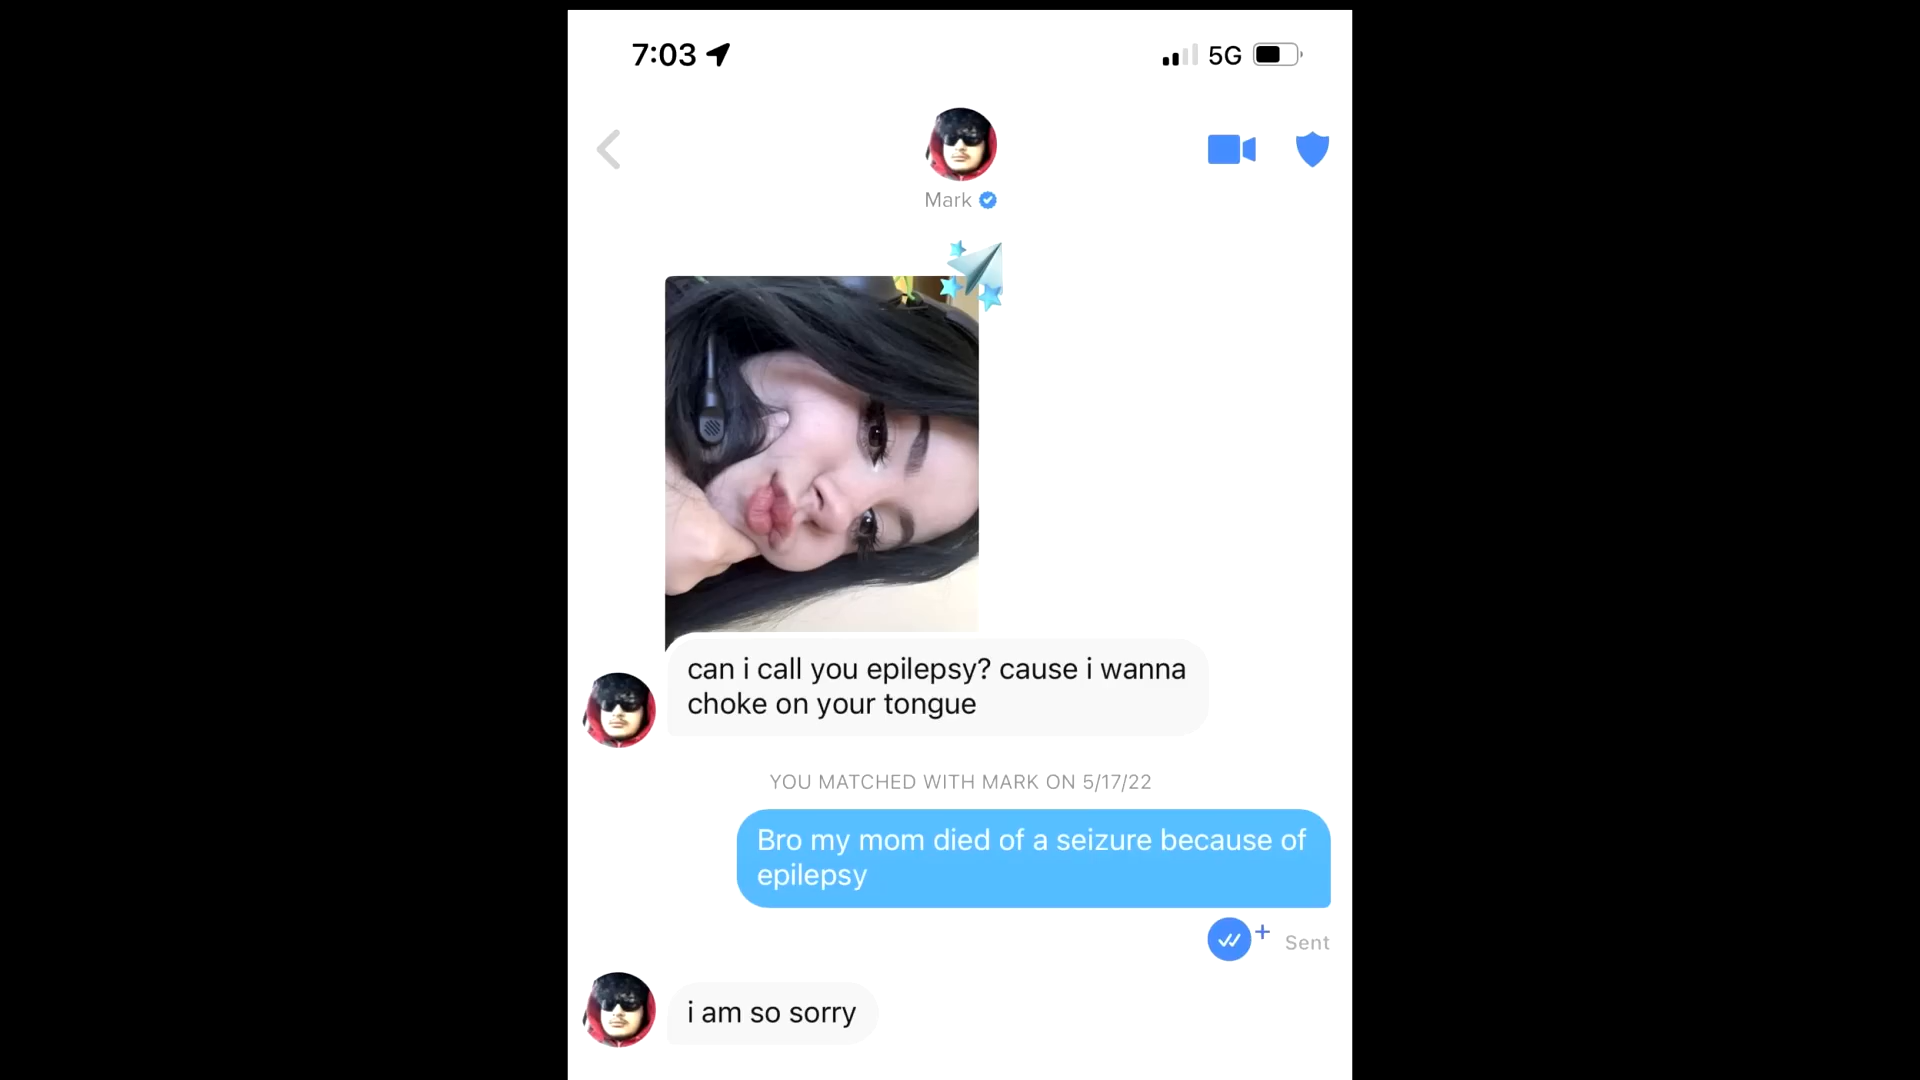 7:03
5G
Mark
can i call you epilepsy? cause i wanna
choke on your tongue
YOU MATCHED WITH MARK ON 5/17/22
Bro my mom died of a seizure because of
epilepsy
Sent
i am so sorry